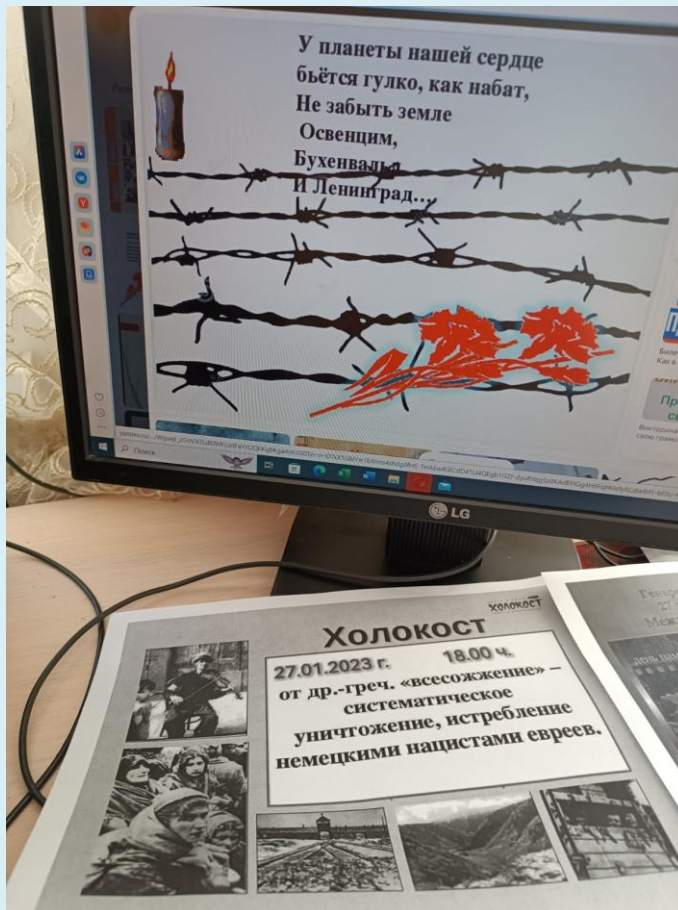 У планеты нашей сердце
бьётся гулко, как набат,
Не забыть земле
Освенцим,
Бухенвальд
И Ленинград...
Поиск
LG
ХОЛОКОСТ
Холокост
27.01.2023 г. 18.00 ч.
от др.-греч. «всесожжение» –
систематическое
уничтожение, истребление
немецкими нацистами евреев.